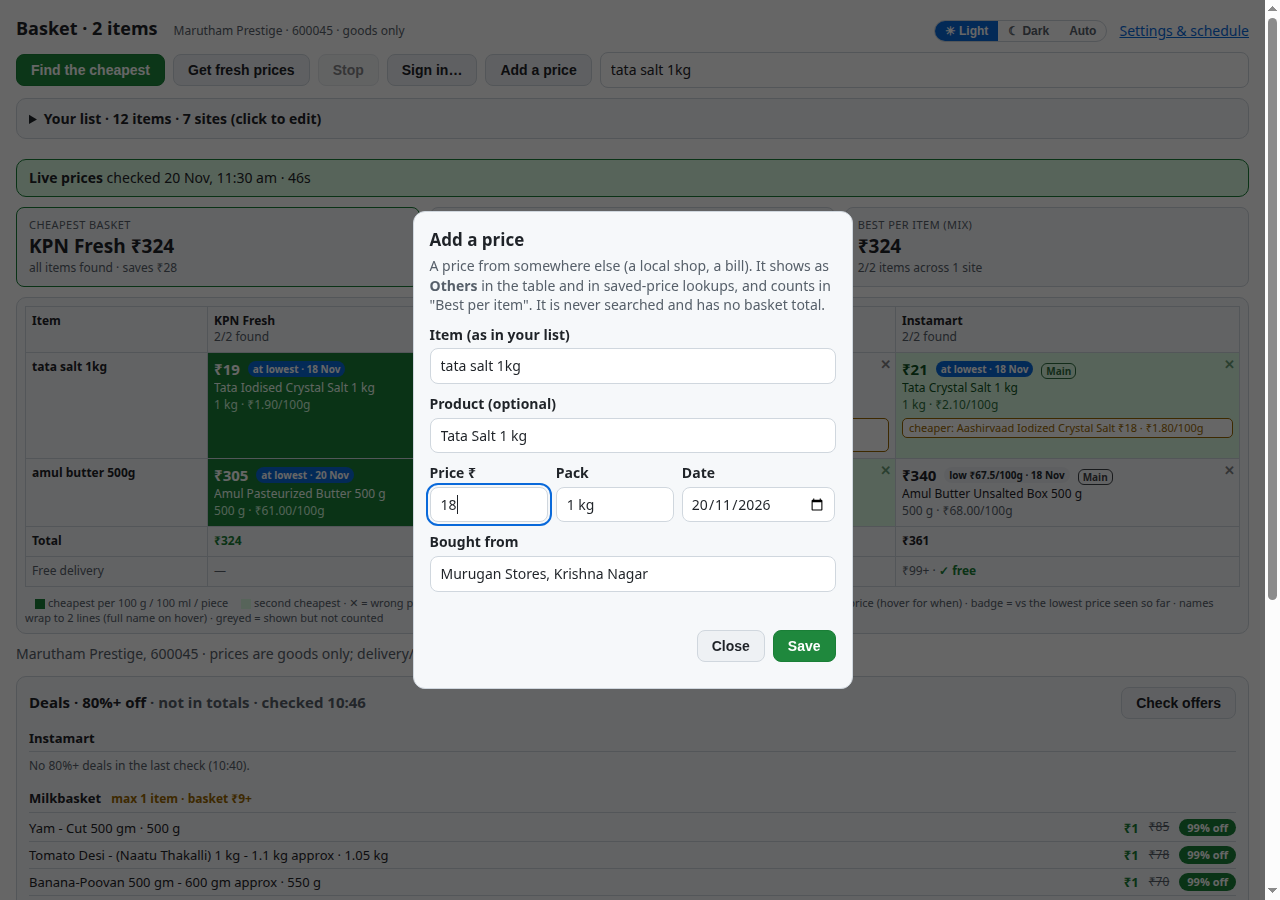 Basket · 2 items
Marutham Prestige · 600045 · goods only
☀ Light
☾ Dark
Auto
Settings & schedule
Find the cheapest
Get fresh prices
Stop
Sign in…
Add a price
tata salt 1kg
▶ Your list · 12 items · 7 sites (click to edit)
Live prices checked 20 Nov, 11:30 am · 46s
CHEAPEST BASKET
KPN Fresh ₹324
all items found · saves ₹28
BEST PER ITEM (MIX)
₹324
2/2 items across 1 site
Add a price
A price from somewhere else (a local shop, a bill). It shows as
Others in the table and in saved-price lookups, and counts in
"Best per item". It is never searched and has no basket total.
Item (as in your list)
tata salt 1kg
Product (optional)
Tata Salt 1 kg
Price ₹
Pack
Date
18
1 kg
20/11/2026
Bought from
Murugan Stores, Krishna Nagar
Close
Save
Item
KPN Fresh
2/2 found
Instamart
2/2 found
tata salt 1kg
₹19 at lowest · 18 Nov
Tata Iodised Crystal Salt 1 kg
1 kg · ₹1.90/100g
✕
₹21 at lowest · 18 Nov Main ✕
Tata Crystal Salt 1 kg
1 kg · ₹2.10/100g
cheaper: Aashirvaad Iodized Crystal Salt ₹18 · ₹1.80/100g
amul butter 500g
₹305 at lowest · 20 Nov
Amul Pasteurized Butter 500 g
500 g · ₹61.00/100g
✕
₹340 low ₹67.5/100g · 18 Nov Main ✕
Amul Butter Unsalted Box 500 g
500 g · ₹68.00/100g
Total
₹324
₹361
Free delivery
—
₹99+ · ✓ free
cheapest per 100 g / 100 ml / piece
second cheapest · ✕ = wrong
(hover for when) · badge = vs the lowest price seen so far · names
wrap to 2 lines (full name on hover) · greyed = shown but not counted
Marutham Prestige, 600045 · prices are goods only; delivery/
Deals · 80%+ off · not in totals · checked 10:46
Check offers
Instamart
No 80%+ deals in the last check (10:40).
Milkbasket max 1 item · basket ₹9+
Yam - Cut 500 gm · 500 g ₹1 ₹85 99% off
Tomato Desi - (Naatu Thakalli) 1 kg - 1.1 kg approx · 1.05 kg ₹1 ₹78 99% off
Banana-Poovan 500 gm - 600 gm approx · 550 g ₹1 ₹70 99% off